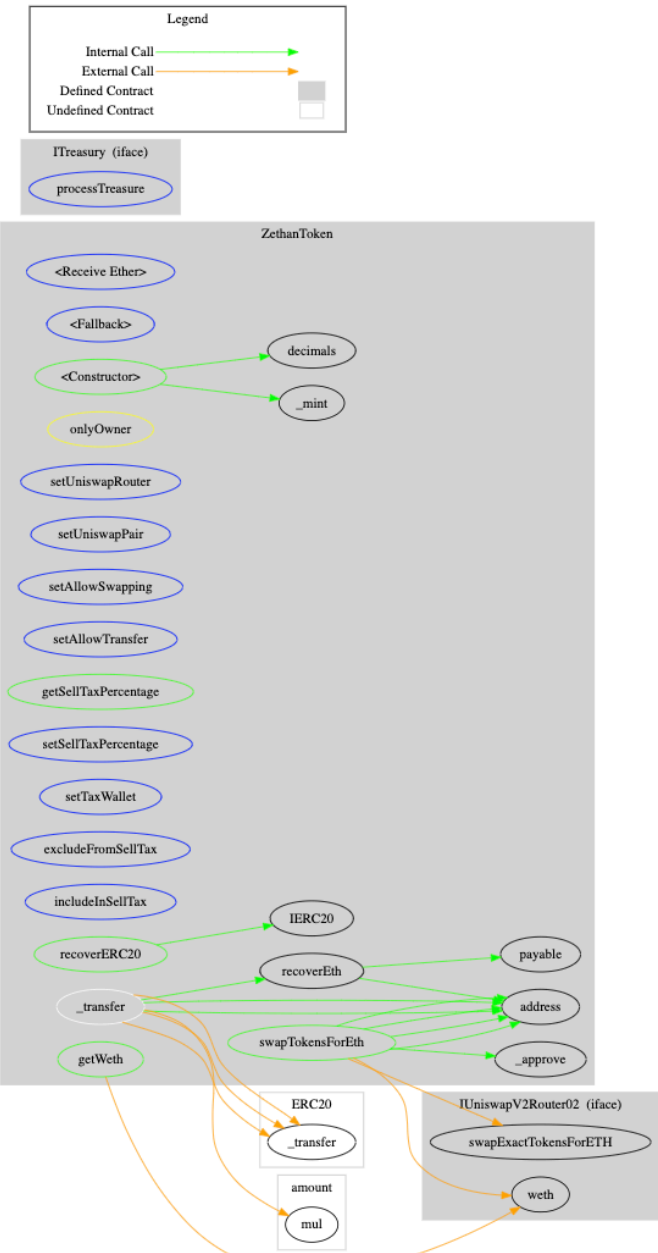 Legend
Internal Call
External Call
Defined Contract
Undefined Contract
ITreasury (iface)
processTreasure
ZethanToken
<Receive Ether>
<Fallback>
<Constructor>
decimals
_mint
onlyOwner
setUniswapRouter
setUniswapPair
setAllowSwapping
setAllowTransfer
getSellTaxPercentage
setSellTaxPercentage
setTaxWallet
excludeFromSellTax
includeInSellTax
IERC20
recoverERC20
payable
recoverEth
_transfer
address
swapTokensForEth
getWeth
_approve
ERC20
_transfer
IUniswapV2Router02 (iface)
swapExactTokensForETH
weth
amount
mul